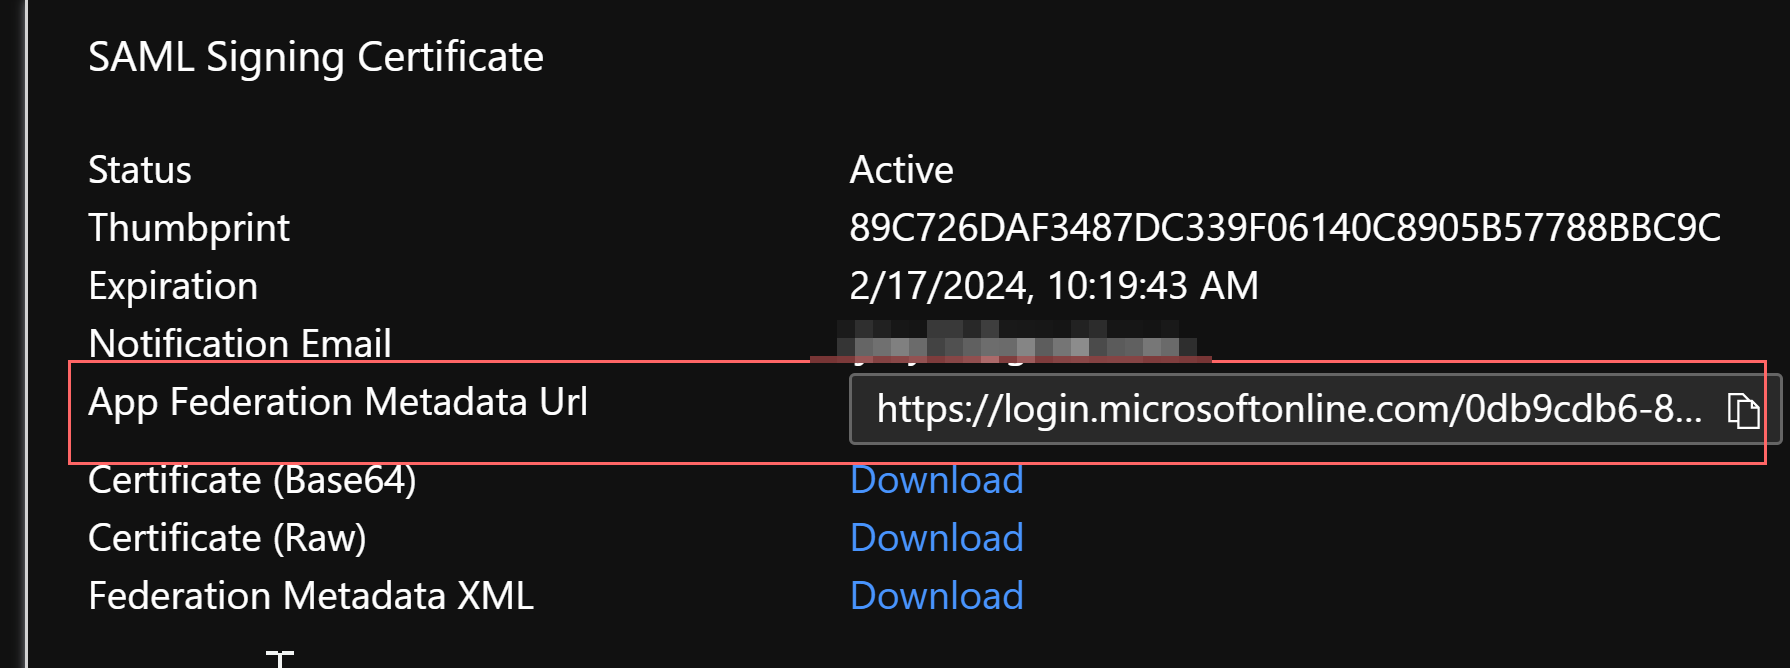 SAML Signing Certificate
Status Active
Thumbprint 89C726DAF3487DC339F06140C8905B57788BBC9C
Expiration 2/17/2024, 10:19:43 AM
Notification Email
App Federation Metadata Url https://login.microsoftonline.com/0db9cdb6-8...
Certificate (Base64) Download
Certificate (Raw) Download
Federation Metadata XML Download